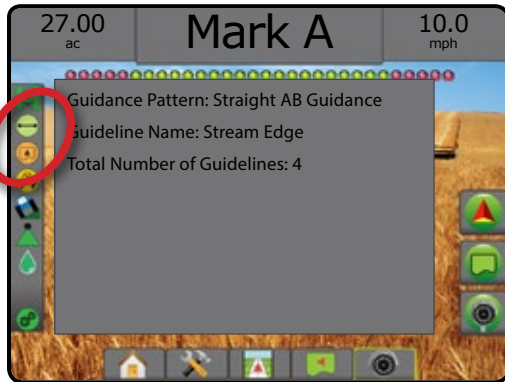 27.00
ac
Mark A
10.0
mph
Guidance Pattern: Straight AB Guidance
Guideline Name: Stream Edge
Total Number of Guidelines: 4